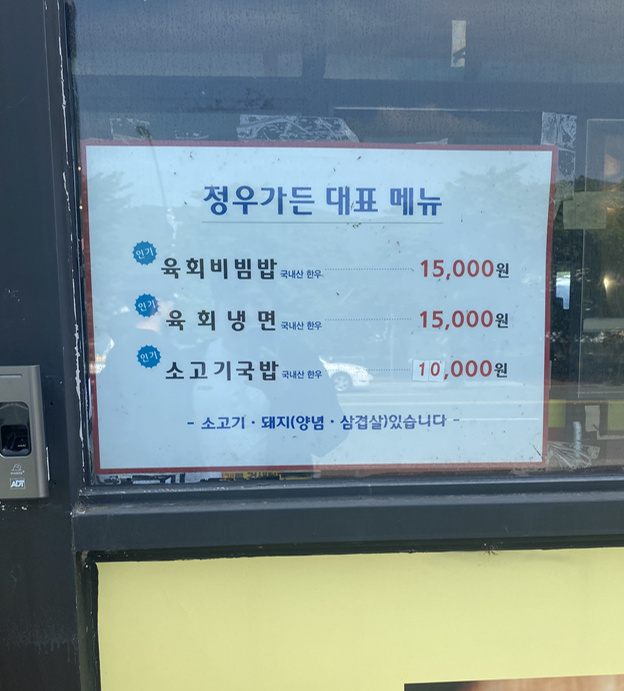 청우가든 대표 메뉴
인기 육회비빔밥 국내산 한우 15,000원
인기 육회냉면 국내산 한우 15,000원
인기 소고기국밥 국내산 한우 10,000원
- 소고기 · 돼지(양념 · 삼겹살)있습니다 -
ADT